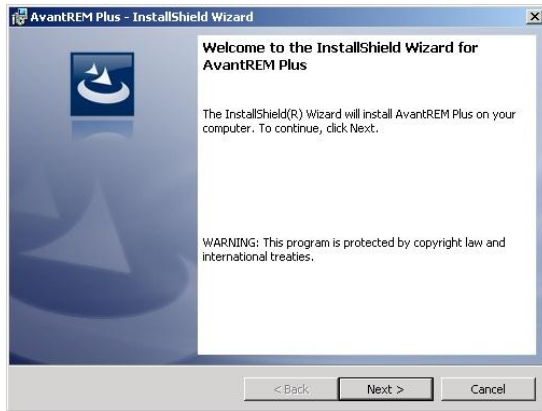 AvantREM Plus - InstallShield Wizard
Welcome to the InstallShield Wizard for
AvantREM Plus
The InstallShield(R) Wizard will install AvantREM Plus on your
computer. To continue, click Next.
WARNING: This program is protected by copyright law and
international treaties.
< Back
Next >
Cancel